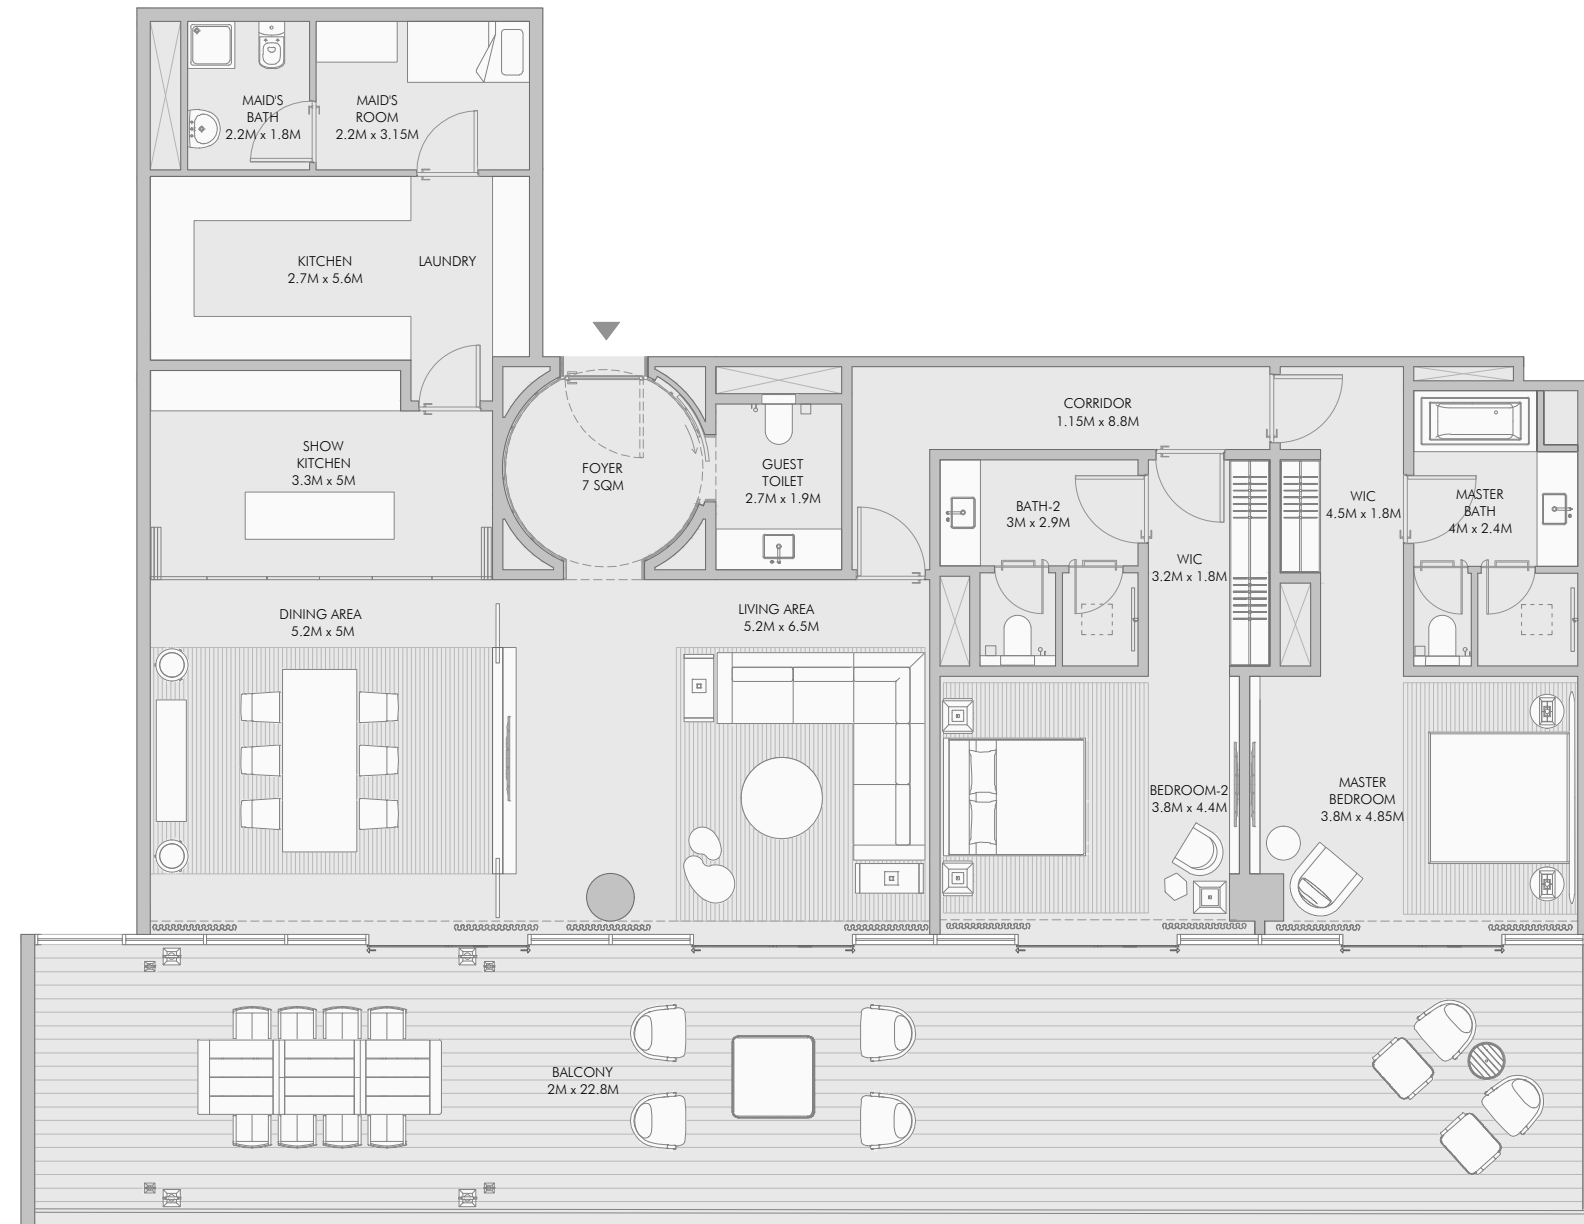 MAID'S
BATH
2.2M x 1.8M
MAID'S
ROOM
2.2M x 3.15M
KITCHEN
2.7M x 5.6M
LAUNDRY
SHOW
KITCHEN
3.3M x 5M
FOYER
7 SQM
GUEST
TOILET
2.7M x 1.9M
CORRIDOR
1.15M x 8.8M
BATH-2
3M x 2.9M
WIC
3.2M x 1.8M
WIC
4.5M x 1.8M
MASTER
BATH
4M x 2.4M
DINING AREA
5.2M x 5M
LIVING AREA
5.2M x 6.5M
BEDROOM-2
3.8M x 4.4M
MASTER
BEDROOM
3.8M x 4.85M
BALCONY
2M x 22.8M